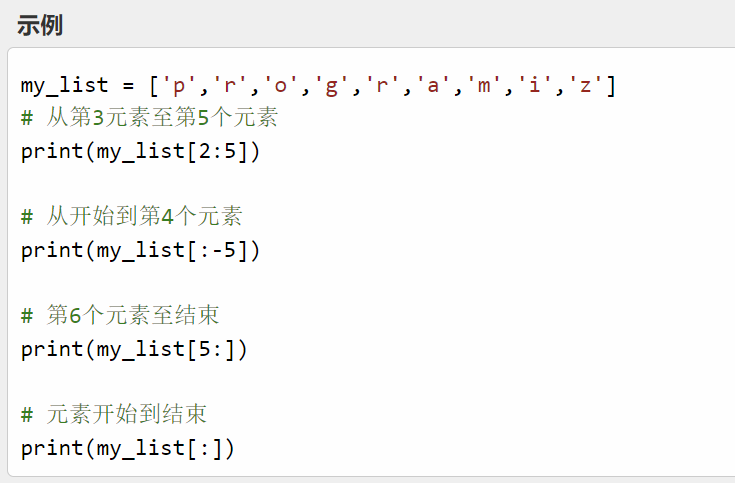 示例
my_list = ['p','r','o','g','r','a','m','i','z']
# 从第3元素至第5个元素
print(my_list[2:5])
# 从开始到第4个元素
print(my_list[:-5])
# 第6个元素至结束
print(my_list[5:])
# 元素开始到结束
print(my_list[:])